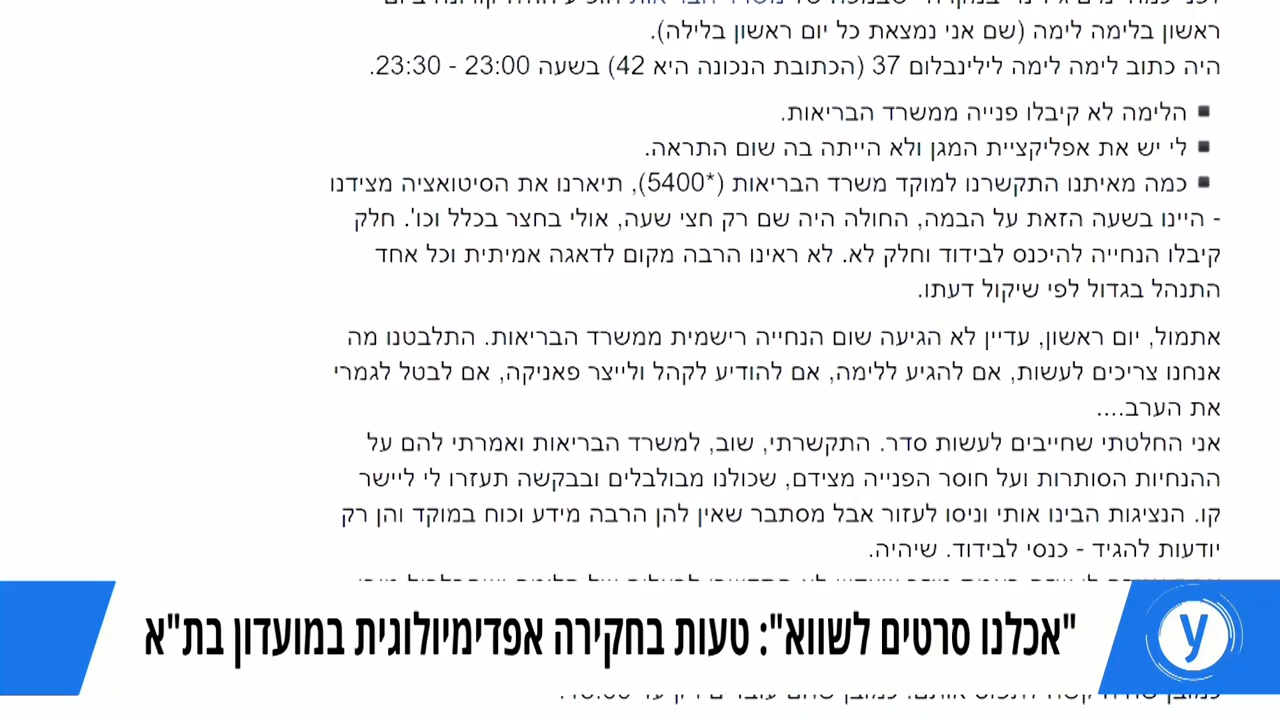 ראשון בלימה לימה (שם אני נמצאת כל יום ראשון בלילה).
היה כתוב לימה לימה לילינבלום 37 (הכתובת הנכונה היא 42) בשעה 23:00 - 23:30.
▪ הלימה לא קיבלו פנייה ממשרד הבריאות.
▪ לי יש את אפליקציית המגן ולא הייתה בה שום התראה.
▪ כמה מאיתנו התקשרנו למוקד משרד הבריאות (*5400), תיארנו את הסיטואציה מצידנו
- היינו בשעה הזאת על הבמה, החולה היה שם רק חצי שעה, אולי בחצר בכלל וכו'. חלק
קיבלו הנחייה להיכנס לבידוד וחלק לא. לא ראינו הרבה מקום לדאגה אמיתית וכל אחד
התנהל בגדול לפי שיקול דעתו.
אתמול, יום ראשון, עדיין לא הגיעה שום הנחייה רישמית ממשרד הבריאות. התלבטנו מה
אנחנו צריכים לעשות, אם להגיע ללימה, אם להודיע לקהל ולייצר פאניקה, אם לבטל לגמרי
את הערב....
אני החלטתי שחייבים לעשות סדר. התקשרתי, שוב, למשרד הבריאות ואמרתי להם על
ההנחיות הסותרות ועל חוסר הפנייה מצידם, שכולנו מבולבלים ובבקשה תעזרו לי ליישר
קו. הנציגות הבינו אותי וניסו לעזור אבל מסתבר שאין להן הרבה מידע וכוח במוקד והן רק
יודעות להגיד - כנסי לבידוד. שיהיה.
"אכלנו סרטים לשווא": טעות בחקירה אפדימיולוגית במועדון בת"א
y